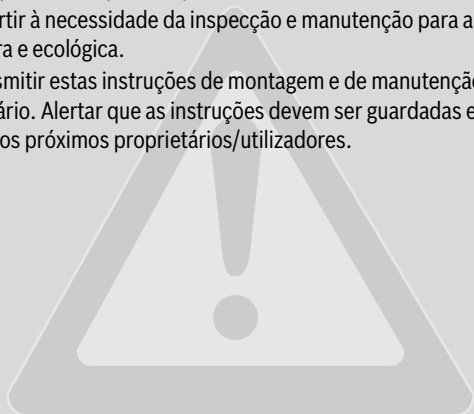 rtir à necessidade da inspecção e manutenção para a
ra e ecológica.
smitir estas instruções de montagem e de manutenção
ário. Alertar que as instruções devem ser guardadas e
os próximos proprietários/utilizadores.